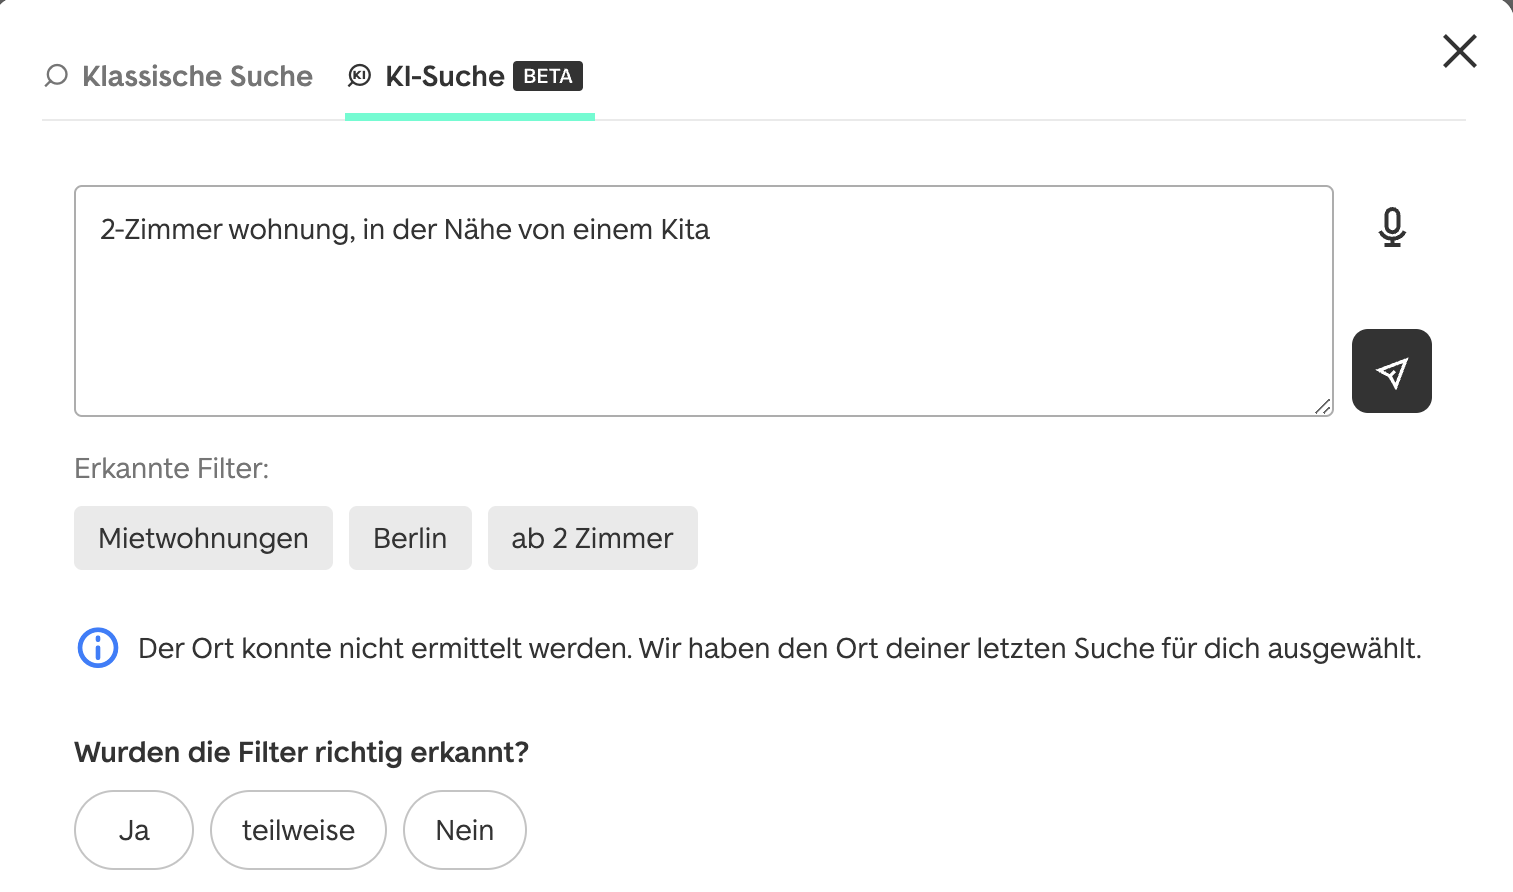 Klassische Suche KI KI-Suche BETA
2-Zimmer wohnung, in der Nähe von einem Kita
Erkannte Filter:
Mietwohnungen Berlin ab 2 Zimmer
Der Ort konnte nicht ermittelt werden. Wir haben den Ort deiner letzten Suche für dich ausgewählt.
Wurden die Filter richtig erkannt?
Ja teilweise Nein